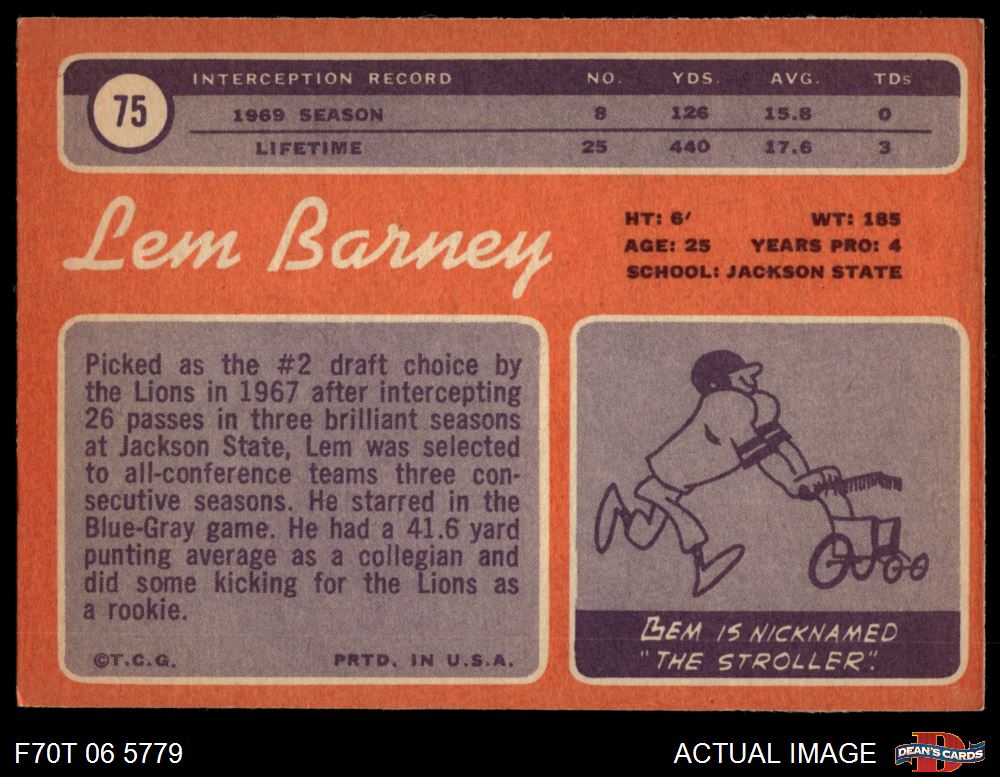 75
INTERCEPTION RECORD NO. YDS. AVG. TDs
1969 SEASON 8 126 15.8 0
LIFETIME 25 440 17.6 3
Lem Barney
HT: 6' WT: 185
AGE: 25 YEARS PRO: 4
SCHOOL: JACKSON STATE
Picked as the #2 draft choice by
the Lions in 1967 after intercepting
26 passes in three brilliant seasons
at Jackson State, Lem was selected
to all-conference teams three con-
secutive seasons. He starred in the
Blue-Gray game. He had a 41.6 yard
punting average as a collegian and
did some kicking for the Lions as
a rookie.
©T.C.G. PRTD. IN U.S.A.
LEM IS NICKNAMED
"THE STROLLER".
F70T 06 5779
ACTUAL IMAGE
D
DEAN'S CARDS